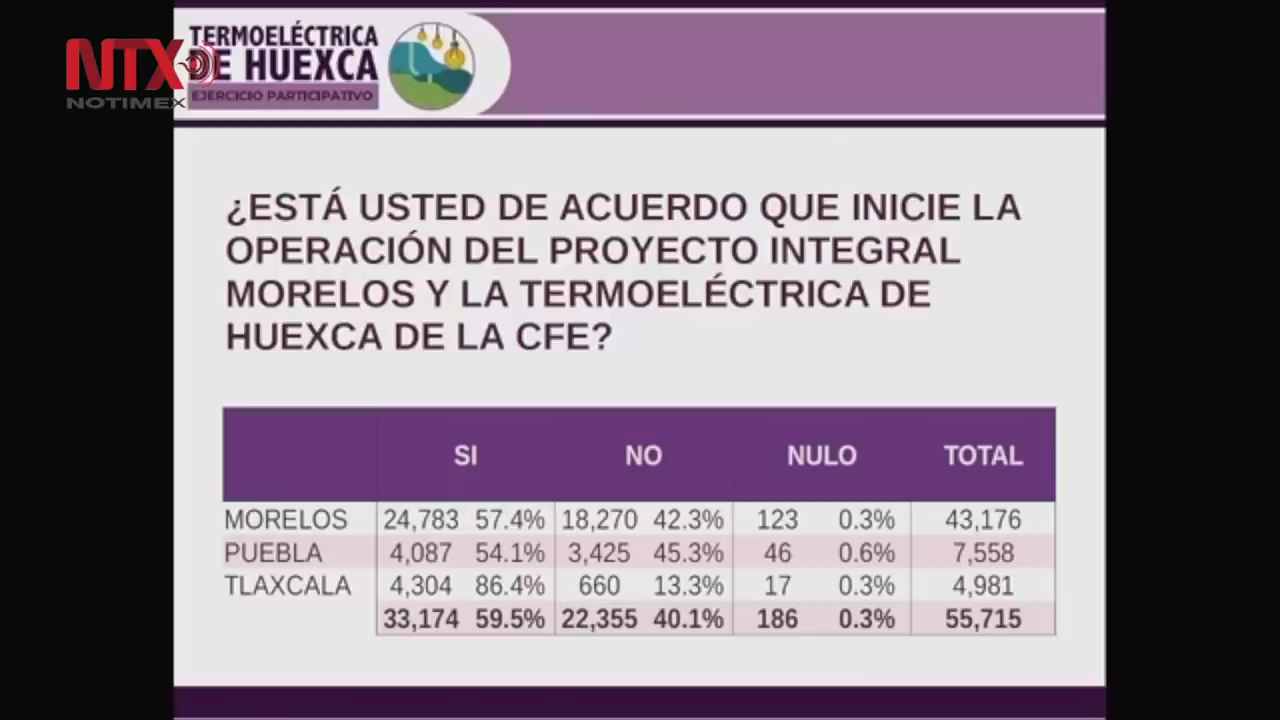 TERMOELÉCTRICA
DE HUEXCA
EJERCICIO PARTICIPATIVO
NTX
NOTIMEX
¿ESTÁ USTED DE ACUERDO QUE INICIE LA
OPERACIÓN DEL PROYECTO INTEGRAL
MORELOS Y LA TERMOELÉCTRICA DE
HUEXCA DE LA CFE?
SI NO NULO TOTAL
MORELOS 24,783 57.4% 18,270 42.3% 123 0.3% 43,176
PUEBLA 4,087 54.1% 3,425 45.3% 46 0.6% 7,558
TLAXCALA 4,304 86.4% 660 13.3% 17 0.3% 4,981
33,174 59.5% 22,355 40.1% 186 0.3% 55,715